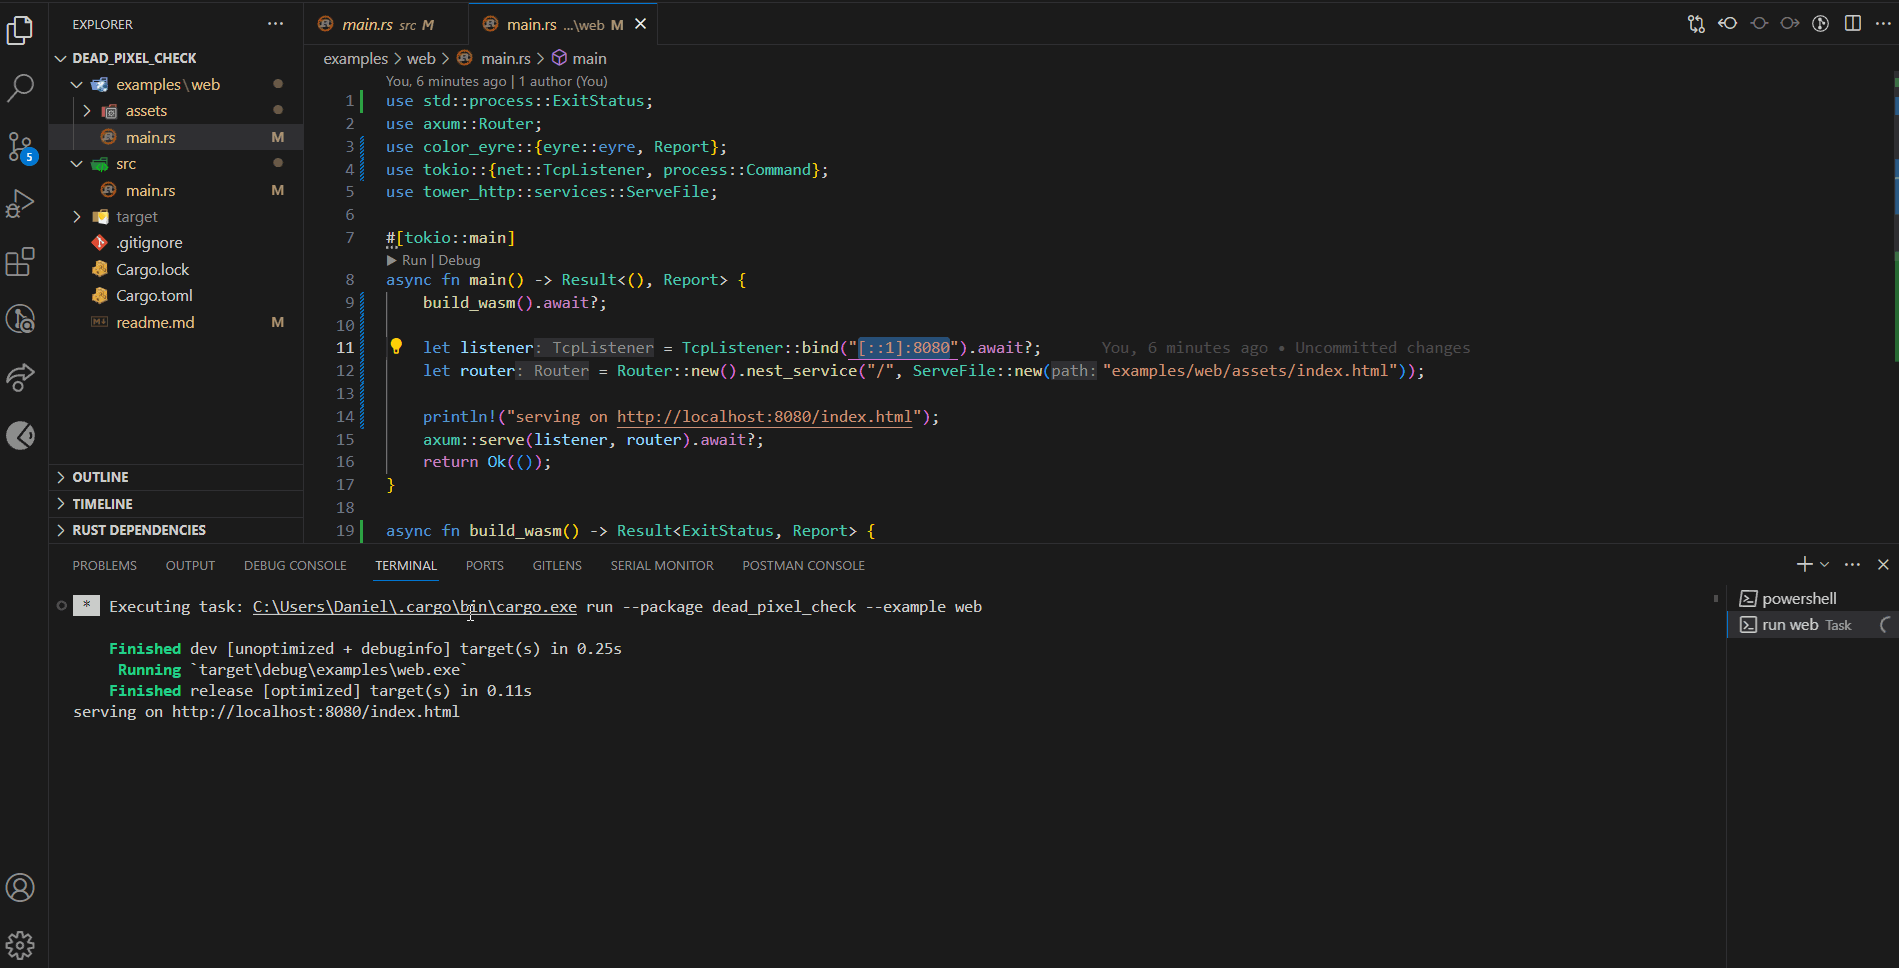 EXPLORER
DEAD_PIXEL_CHECK
examples\web
assets
main.rs M
src
main.rs M
target
.gitignore
Cargo.lock
Cargo.toml
readme.md M
OUTLINE
TIMELINE
RUST DEPENDENCIES
5
main.rs src M
main.rs ...\web M
examples > web > main.rs > main
You, 6 minutes ago | 1 author (You)
1 use std::process::ExitStatus;
2 use axum::Router;
3 use color_eyre::{eyre::eyre, Report};
4 use tokio::{net::TcpListener, process::Command};
5 use tower_http::services::ServeFile;
6
7 #[tokio::main]
Run | Debug
8 async fn main() -> Result<(), Report> {
9 build_wasm().await?;
10
11 let listener: TcpListener = TcpListener::bind("[::1]:8080").await?; You, 6 minutes ago • Uncommitted changes
12 let router: Router = Router::new().nest_service("/", ServeFile::new(path: "examples/web/assets/index.html"));
13
14 println!("serving on http://localhost:8080/index.html");
15 axum::serve(listener, router).await?;
16 return Ok(());
17 }
18
19 async fn build_wasm() -> Result<ExitStatus, Report> {
PROBLEMS OUTPUT DEBUG CONSOLE TERMINAL PORTS GITLENS SERIAL MONITOR POSTMAN CONSOLE
* Executing task: C:\Users\Daniel\.cargo\bin\cargo.exe run --package dead_pixel_check --example web
Finished dev [unoptimized + debuginfo] target(s) in 0.25s
Running `target\debug\examples\web.exe`
Finished release [optimized] target(s) in 0.11s
serving on http://localhost:8080/index.html
powershell
run web Task